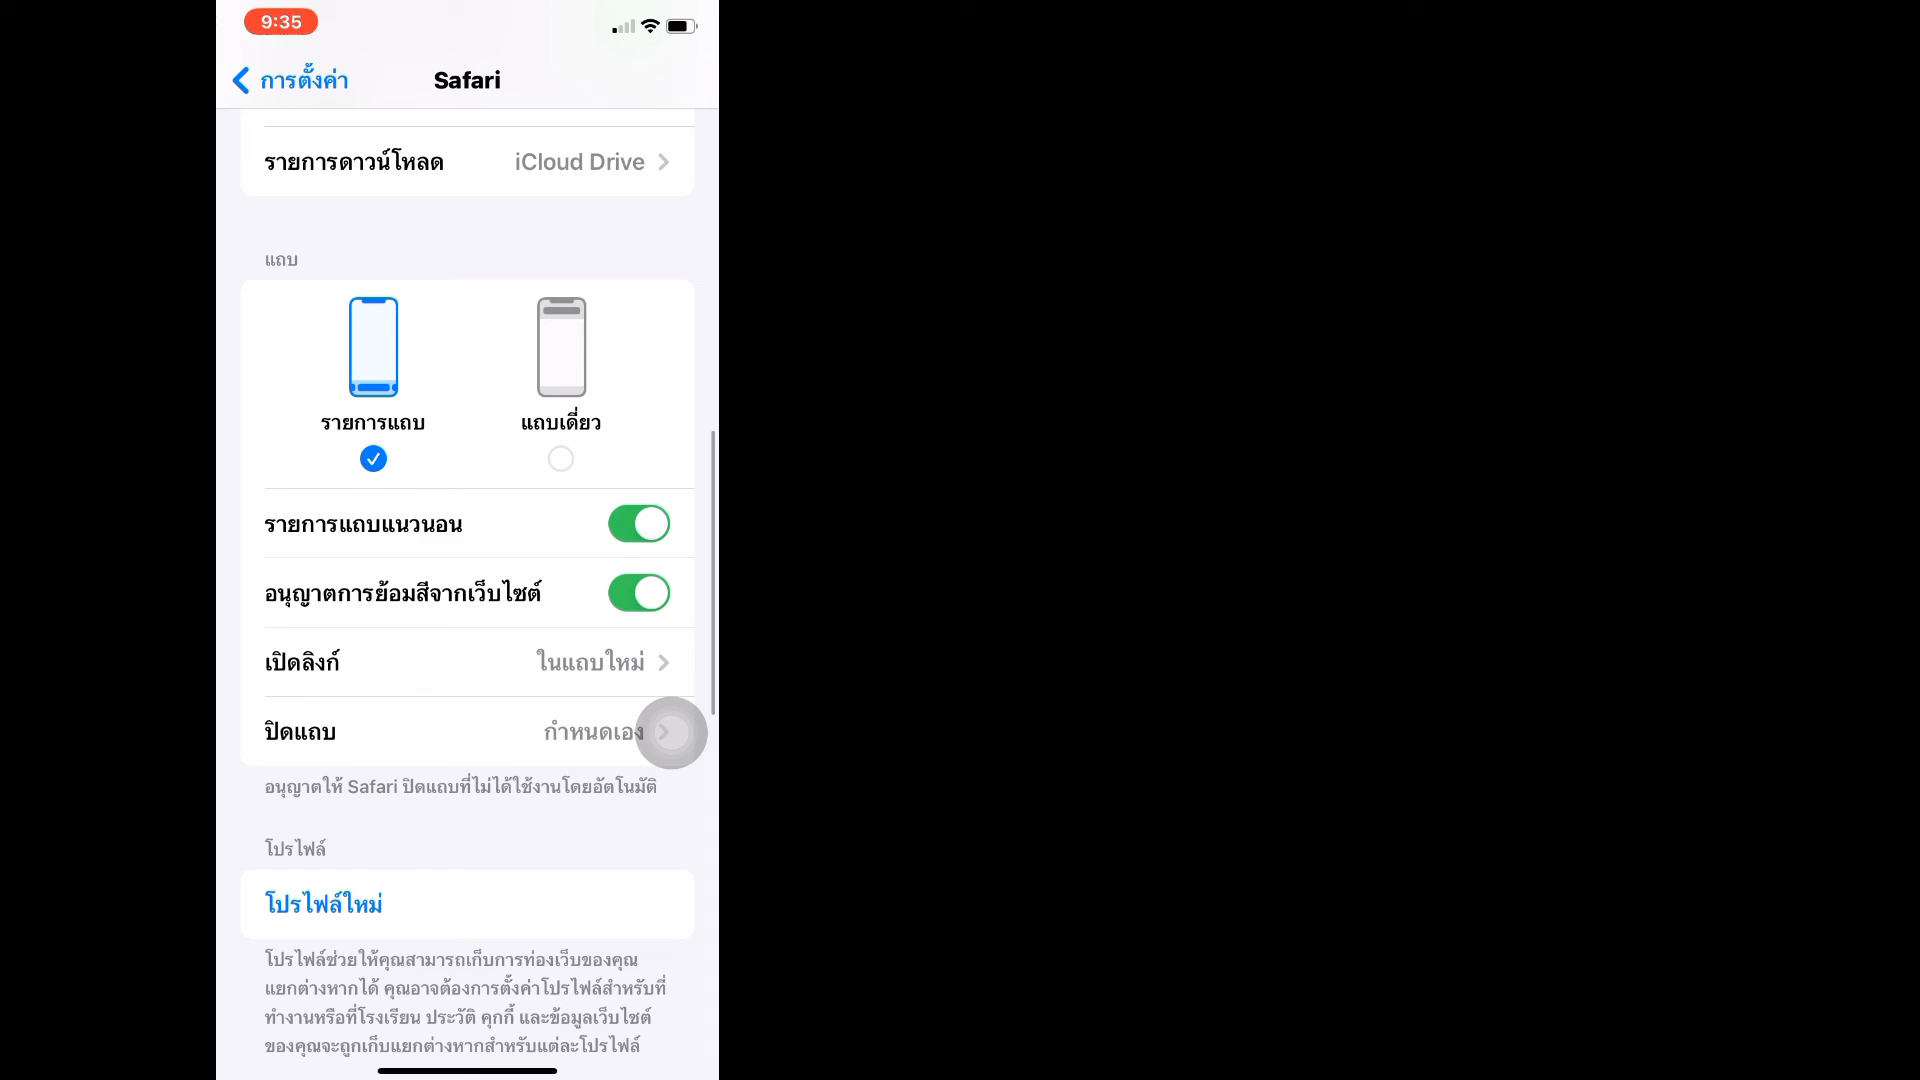 9:35
การตั้งค่า Safari
รายการดาวน์โหลด iCloud Drive
แถบ
รายการแถบ แถบเดี่ยว
รายการแถบแนวนอน
อนุญาตการย้อมสีจากเว็บไซต์
เปิดลิงก์ ในแถบใหม่
ปิดแถบ กำหนดเอง
อนุญาตให้ Safari ปิดแถบที่ไม่ได้ใช้งานโดยอัตโนมัติ
โปรไฟล์
โปรไฟล์ใหม่
โปรไฟล์ช่วยให้คุณสามารถเก็บการท่องเว็บของคุณ
แยกต่างหากได้ คุณอาจต้องการตั้งค่าโปรไฟล์สำหรับที่
ทำงานหรือที่โรงเรียน ประวัติ คุกกี้ และข้อมูลเว็บไซต์
ของคุณจะถูกเก็บแยกต่างหากสำหรับแต่ละโปรไฟล์